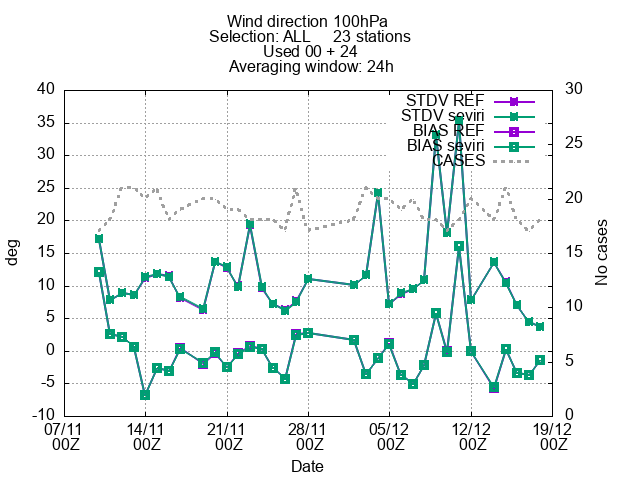 Wind direction 100hPa
Selection: ALL 23 stations
Used 00 + 24
Averaging window: 24h
40 30
35 25
30 20
25 15
20 10
15 5
10 0
5
0
-5
-10
deg
No cases
STDV REF
STDV seviri
BIAS REF
BIAS seviri
CASES
07/11 14/11 21/11 28/11 05/12 12/12 19/12
00Z 00Z 00Z 00Z 00Z 00Z 00Z
Date